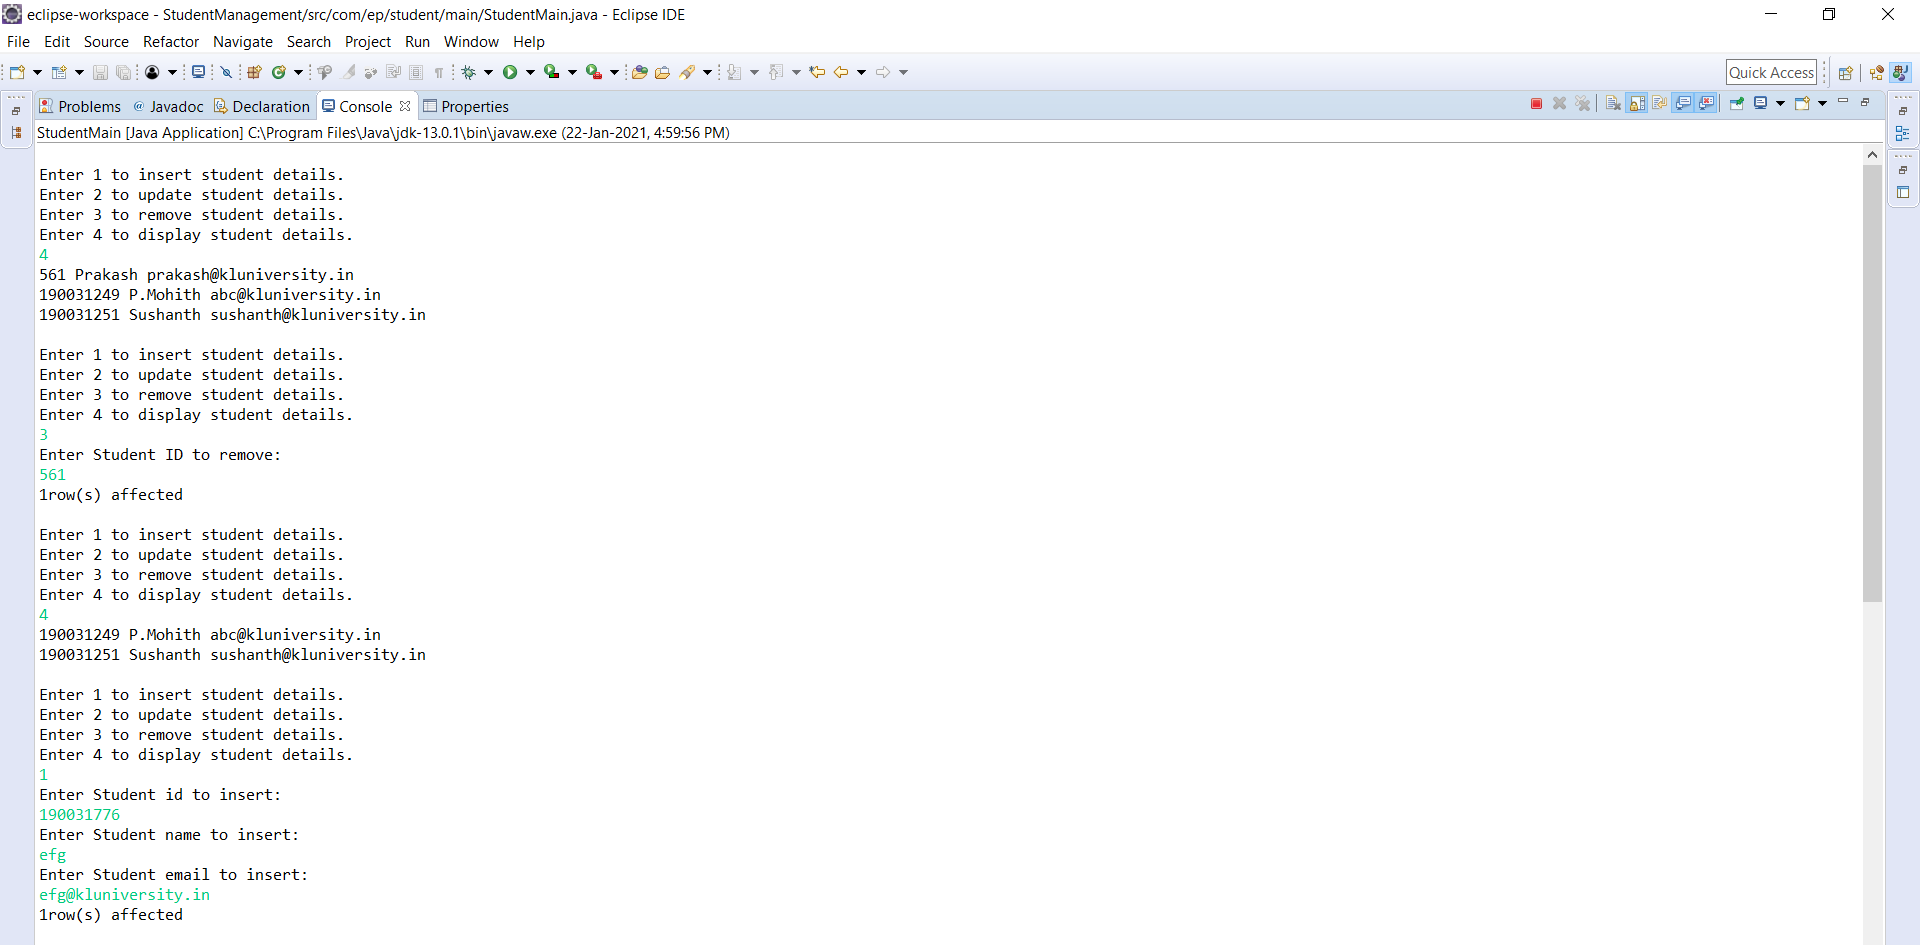 eclipse-workspace - StudentManagement/src/com/ep/student/main/StudentMain.java - Eclipse IDE
File Edit Source Refactor Navigate Search Project Run Window Help
Quick Access
Problems @ Javadoc Declaration Console Properties
StudentMain [Java Application] C:\Program Files\Java\jdk-13.0.1\bin\javaw.exe (22-Jan-2021, 4:59:56 PM)
Enter 1 to insert student details.
Enter 2 to update student details.
Enter 3 to remove student details.
Enter 4 to display student details.
4
561 Prakash prakash@kluniversity.in
190031249 P.Mohith abc@kluniversity.in
190031251 Sushanth sushanth@kluniversity.in
Enter 1 to insert student details.
Enter 2 to update student details.
Enter 3 to remove student details.
Enter 4 to display student details.
3
Enter Student ID to remove:
561
1row(s) affected
Enter 1 to insert student details.
Enter 2 to update student details.
Enter 3 to remove student details.
Enter 4 to display student details.
4
190031249 P.Mohith abc@kluniversity.in
190031251 Sushanth sushanth@kluniversity.in
Enter 1 to insert student details.
Enter 2 to update student details.
Enter 3 to remove student details.
Enter 4 to display student details.
1
Enter Student id to insert:
190031776
Enter Student name to insert:
efg
Enter Student email to insert:
efg@kluniversity.in
1row(s) affected